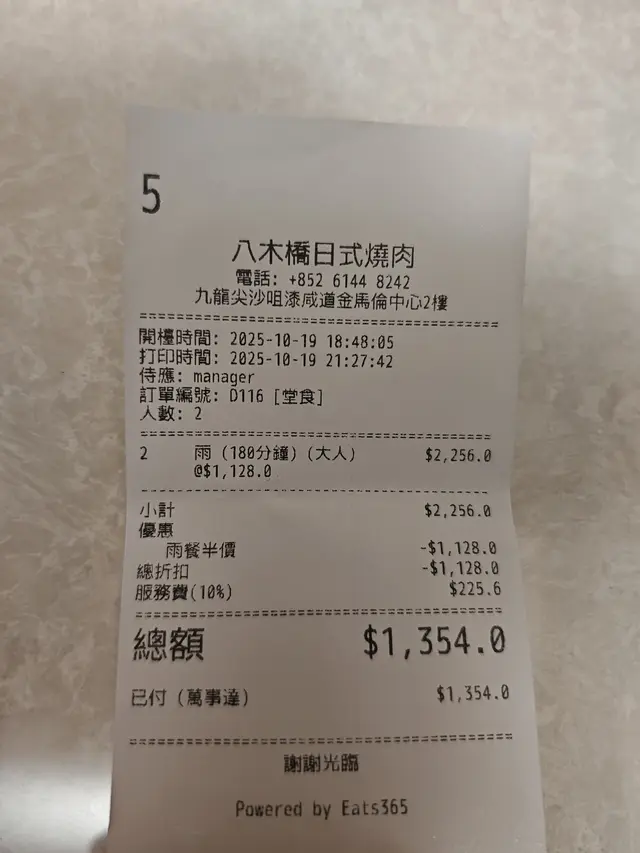 5
八木橋日式燒肉
電話: +852 6144 8242
九龍尖沙咀漆咸道金馬倫中心2樓
開檯時間: 2025-10-19 18:48:05
打印時間: 2025-10-19 21:27:42
侍應: manager
訂單編號: D116 [堂食]
人數: 2
2 雨 (180分鐘) (大人) $2,256.0
@$1,128.0
小計 $2,256.0
優惠
雨餐半價 -$1,128.0
總折扣 -$1,128.0
服務費(10%) $225.6
總額 $1,354.0
已付 (萬事達) $1,354.0
謝謝光臨
Powered by Eats365